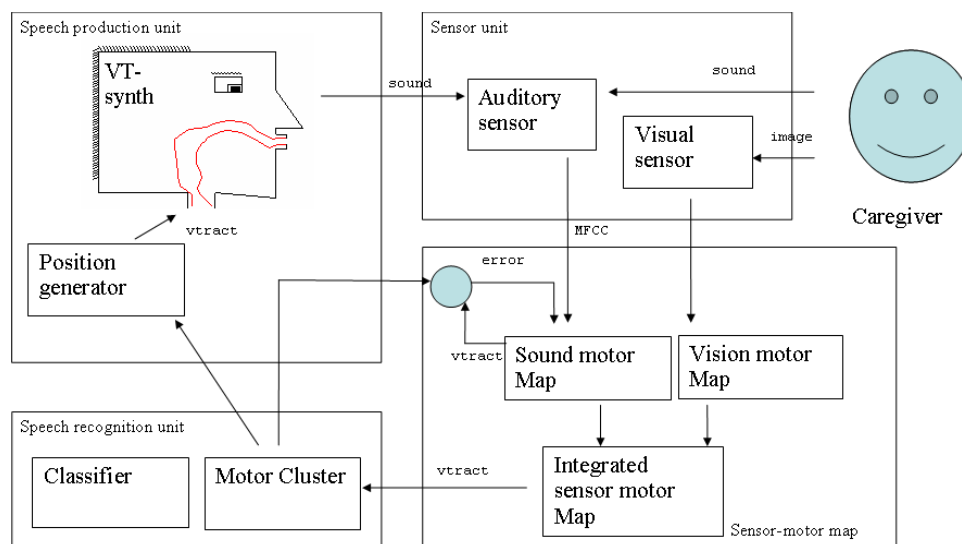 Speech production unit
VT-
synth
vtract
Position
generator
sound
Sensor unit
Auditory
sensor
sound
Visual
sensor
image
Caregiver
MFCC
error
vtract
Sound motor
Map
Vision motor
Map
Integrated
sensor motor
Map
Sensor-motor map
vtract
Speech recognition unit
Classifier
Motor Cluster